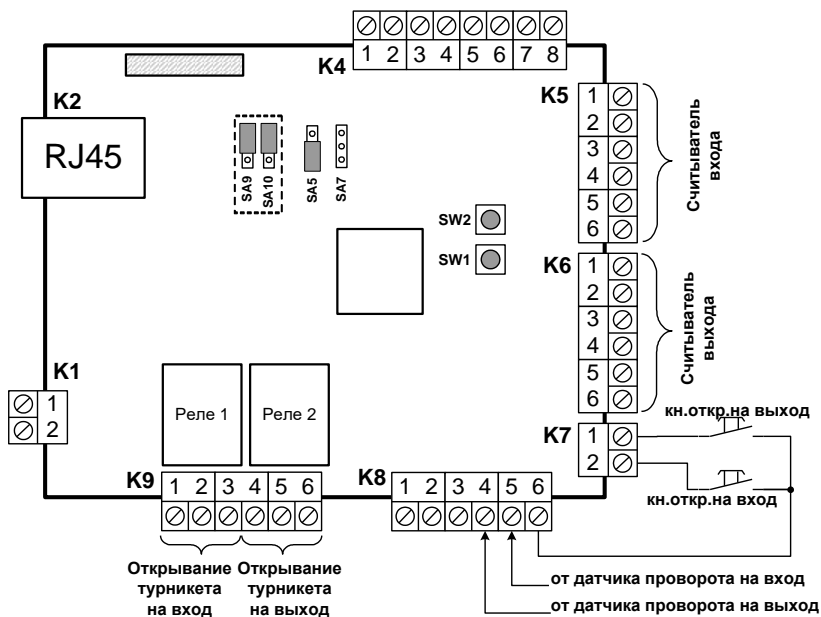 K4
1 2 3 4 5 6 7 8
K2
RJ45
SA9
SA10
SA5
SA7
SW2
SW1
K5
1
2
3
4
5
6
Считыватель
входа
K6
1
2
3
4
5
6
Считыватель
выхода
K1
1
2
Реле 1
Реле 2
K7
1
2
кн.откр.на выход
кн.откр.на вход
K9
1 2 3 4 5 6
K8
1 2 3 4 5 6
Открывание
турникета
на вход
Открывание
турникета
на выход
от датчика проворота на вход
от датчика проворота на выход